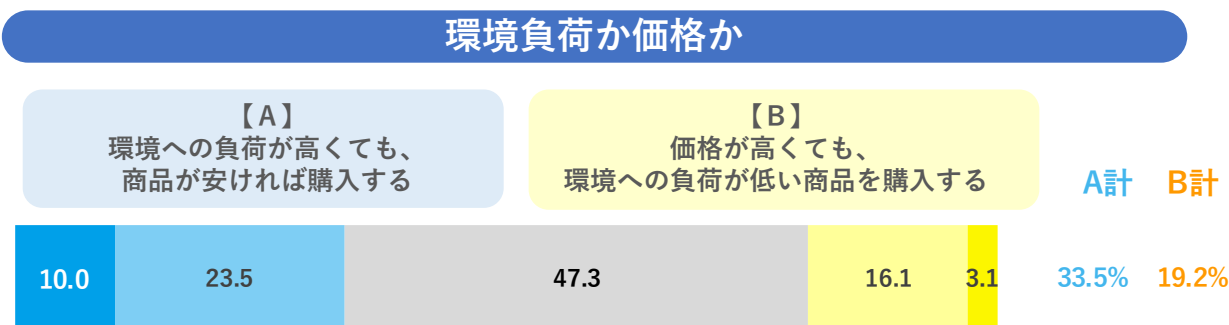 環境負荷か価格か
【A】
環境への負荷が高くても、
商品が安ければ購入する
【B】
価格が高くても、
環境への負荷が低い商品を購入する
A計 B計
10.0 23.5 47.3 16.1 3.1 33.5% 19.2%